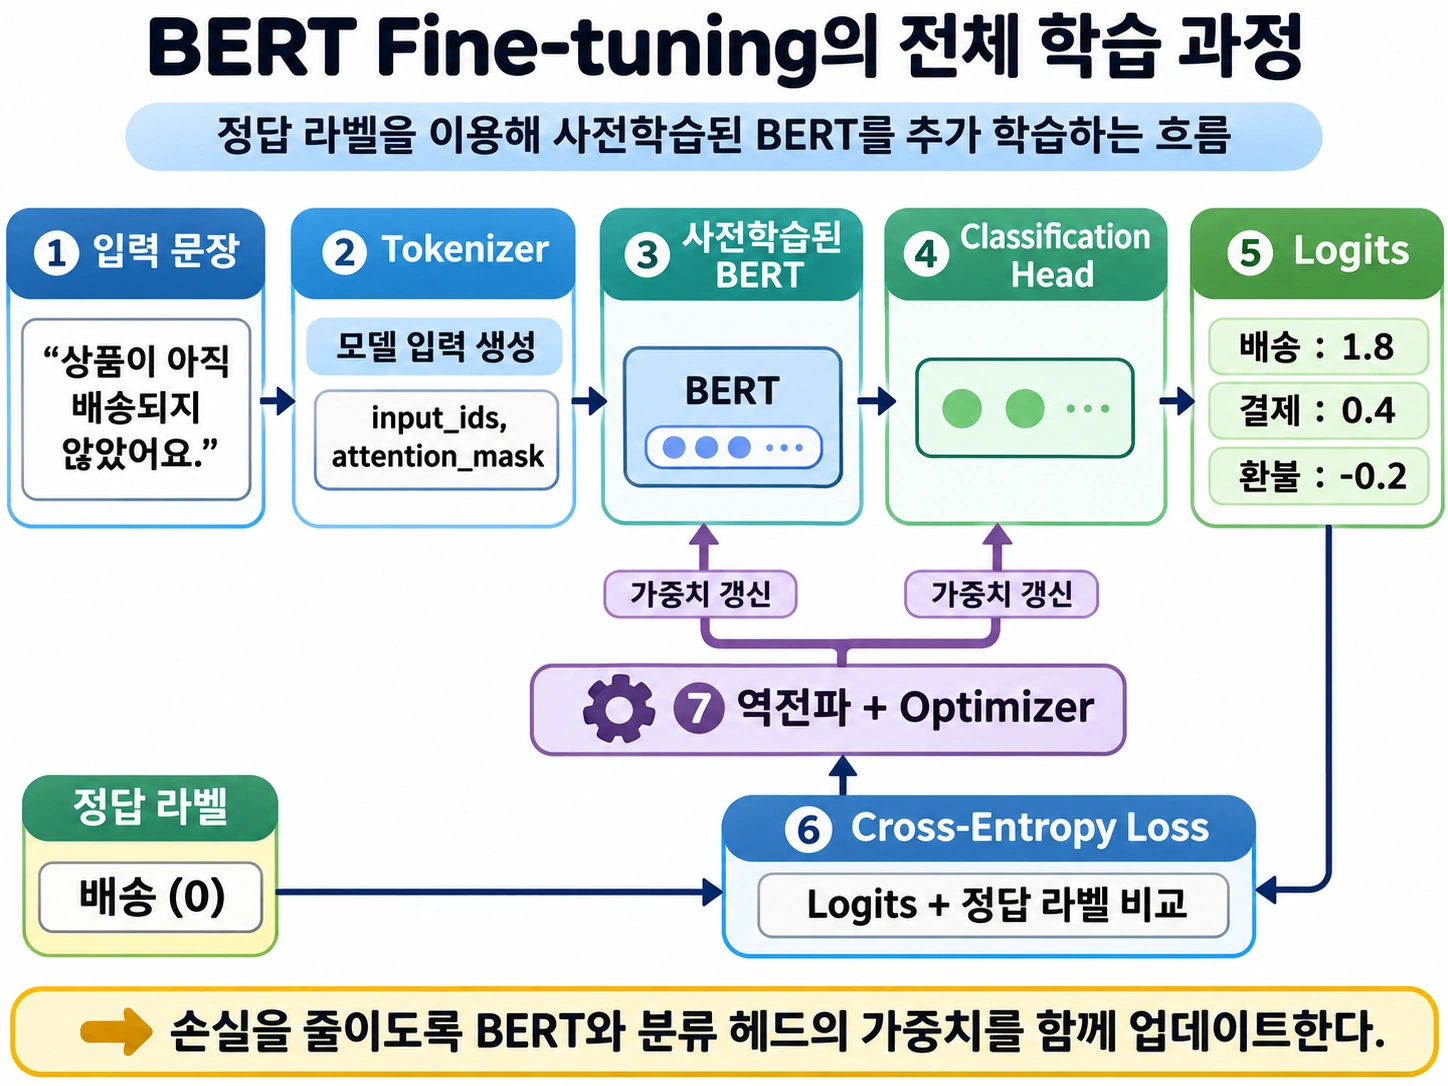 BERT Fine-tuning의 전체 학습 과정
정답 라벨을 이용해 사전학습된 BERT를 추가 학습하는 흐름
1 입력 문장
“상품이 아직
배송되지
않았어요.”
2 Tokenizer
모델 입력 생성
input_ids,
attention_mask
3 사전학습된
BERT
BERT
4 Classification
Head
5 Logits
배송 : 1.8
결제 : 0.4
환불 : -0.2
가중치 갱신
가중치 갱신
7 역전파 + Optimizer
정답 라벨
배송 (0)
6 Cross-Entropy Loss
Logits + 정답 라벨 비교
손실을 줄이도록 BERT와 분류 헤드의 가중치를 함께 업데이트한다.